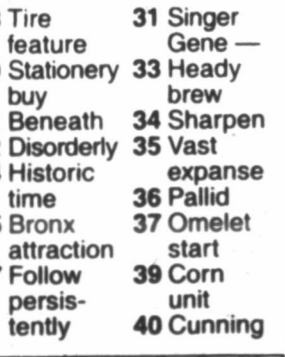 Tire
feature
Stationery
buy
Beneath
Disorderly
Historic
time
Bronx
attraction
Follow
persis-
tently
31 Singer
Gene —
33 Heady
brew
34 Sharpen
35 Vast
expanse
36 Pallid
37 Omelet
start
39 Corn
unit
40 Cunning